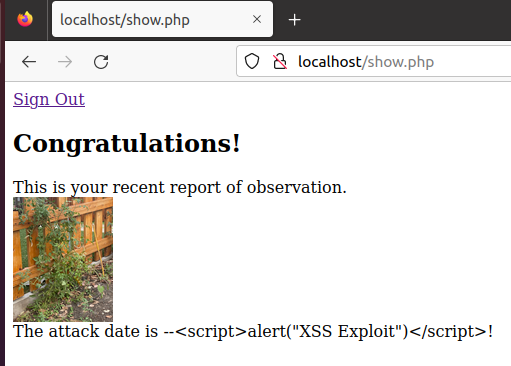 localhost/show.php
localhost/show.php
Sign Out
Congratulations!
This is your recent report of observation.
The attack date is --<script>alert("XSS Exploit")</script>!